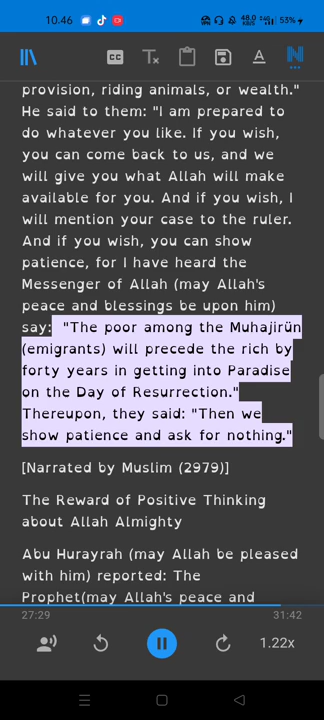 10.46
48.0 KB/S
53%
CC
provision, riding animals, or wealth."
He said to them: "I am prepared to
do whatever you like. If you wish,
you can come back to us, and we
will give you what Allah will make
available for you. And if you wish, I
will mention your case to the ruler.
And if you wish, you can show
patience, for I have heard the
Messenger of Allah (may Allah's
peace and blessings be upon him)
say: "The poor among the Muhajirün
(emigrants) will precede the rich by
forty years in getting into Paradise
on the Day of Resurrection."
Thereupon, they said: "Then we
show patience and ask for nothing."
[Narrated by Muslim (2979)]
The Reward of Positive Thinking
about Allah Almighty
Abu Hurayrah (may Allah be pleased
with him) reported: The
Prophet(may Allah's peace and
27:29
31:42
1.22x